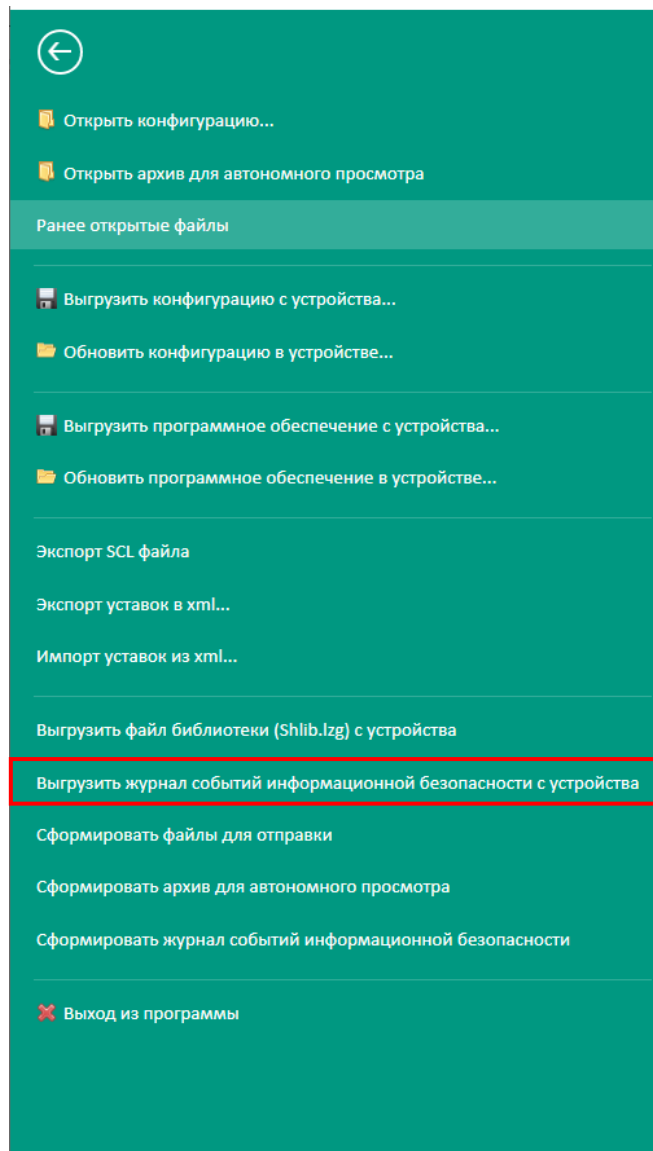 Открыть конфигурацию...
Открыть архив для автономного просмотра
Ранее открытые файлы
Выгрузить конфигурацию с устройства...
Обновить конфигурацию в устройстве...
Выгрузить программное обеспечение с устройства...
Обновить программное обеспечение в устройстве...
Экспорт SCL файла
Экспорт уставок в xml...
Импорт уставок из xml...
Выгрузить файл библиотеки (Shlib.lzg) с устройства
Выгрузить журнал событий информационной безопасности с устройства
Сформировать файлы для отправки
Сформировать архив для автономного просмотра
Сформировать журнал событий информационной безопасности
Выход из программы